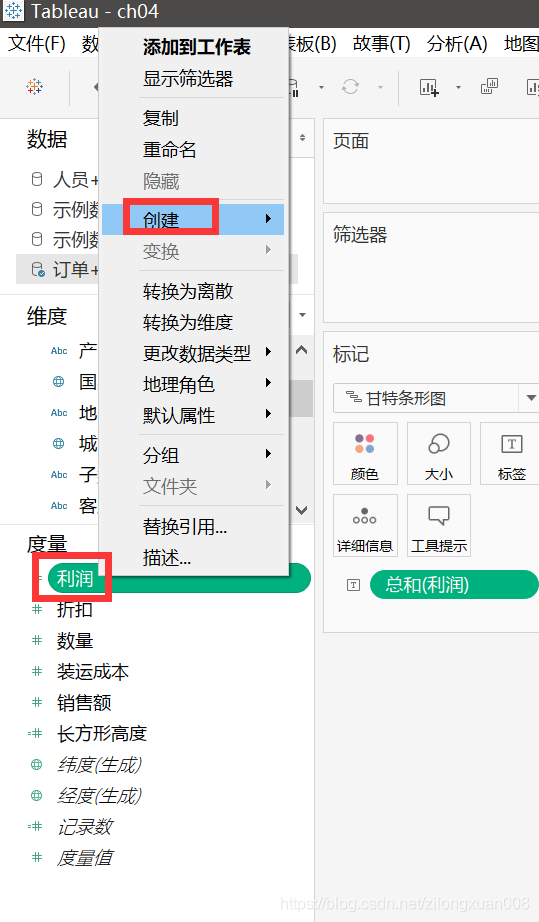 Tableau - ch04
文件(F)
数
表板(B)
故事(T)
分析(A)
地图
添加到工作表
显示筛选器
复制
重命名
隐藏
创建
变换
转换为离散
转换为维度
更改数据类型
地理角色
默认属性
分组
文件夹
替换引用...
描述...
数据
人员+
示例数
示例数
订单+
维度
Abc 产
国
Abc 地
城
Abc 子
Abc 客
度量
利润
折扣
数量
装运成本
销售额
长方形高度
纬度(生成)
经度(生成)
记录数
度量值
页面
筛选器
标记
甘特条形图
颜色
大小
T
标签
详细信息
工具提示
T 总和(利润)
https://blog.csdn.net/zilongxuan008